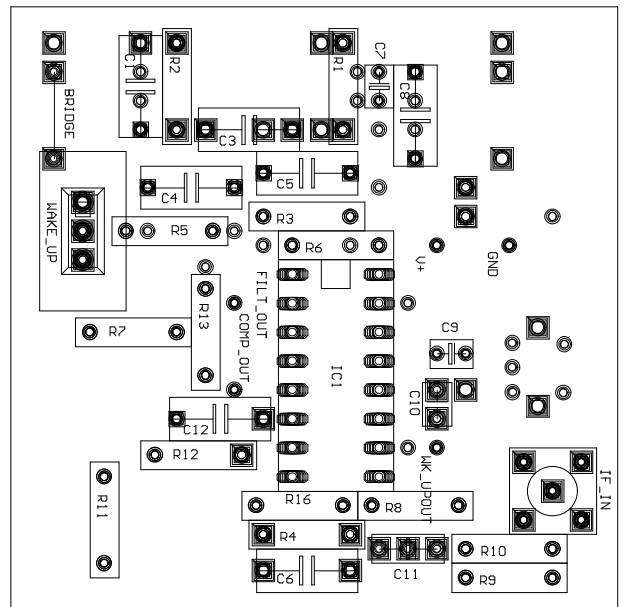 C1
R2
R1
C7
C8
BRIDGE
C3
C4
C5
WAKE_UP
R5
R3
R6
V+
GND
FILT_OUT
R13
COMP_OUT
R7
C9
IC1
C10
C12
R12
WK_UPOUT
IF_IN
R11
R16
R8
R4
C11
R10
C6
R9